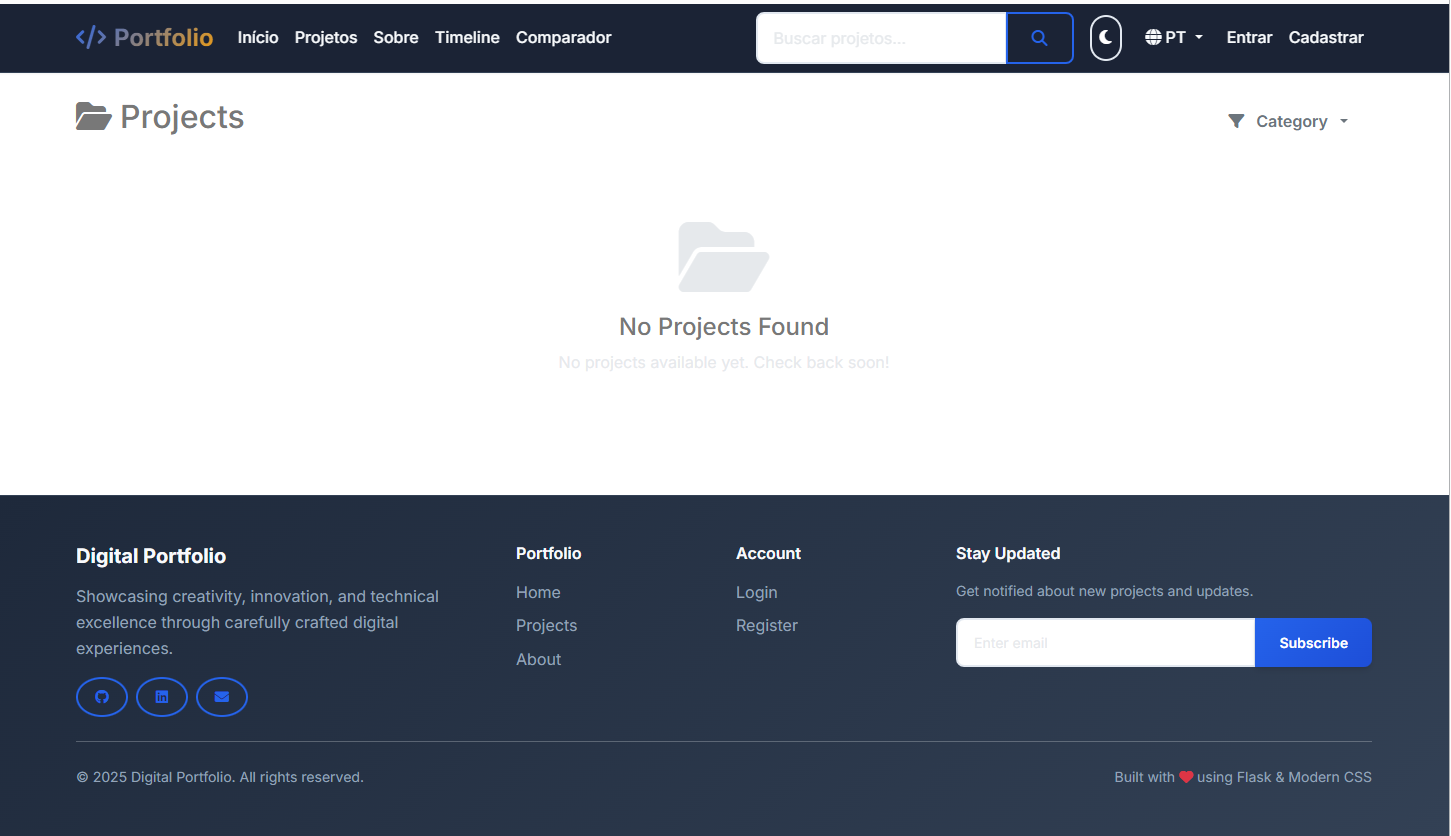 </> Portfolio Início Projetos Sobre Timeline Comparador Buscar projetos... PT Entrar Cadastrar
Projects
Category
No Projects Found
No projects available yet. Check back soon!
Digital Portfolio
Showcasing creativity, innovation, and technical
excellence through carefully crafted digital
experiences.
Portfolio
Home
Projects
About
Account
Login
Register
Stay Updated
Get notified about new projects and updates.
Enter email Subscribe
© 2025 Digital Portfolio. All rights reserved.
Built with ❤ using Flask & Modern CSS